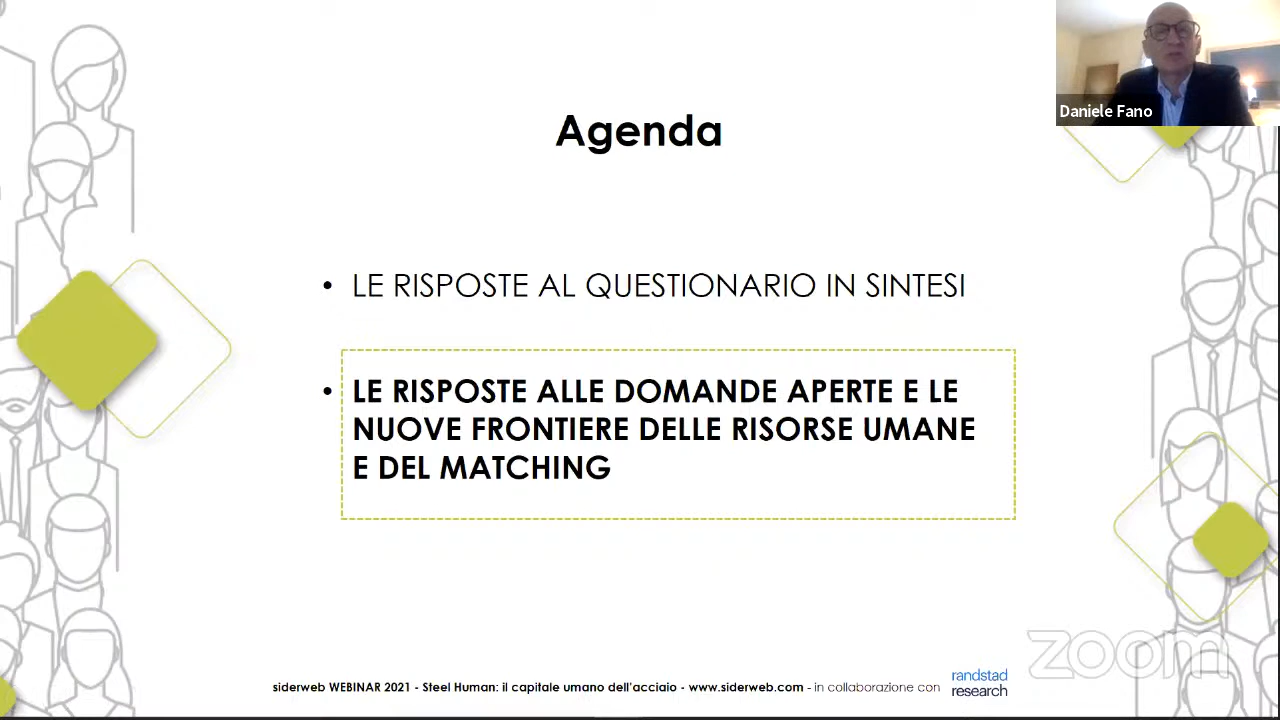 Daniele Fano
Agenda
• LE RISPOSTE AL QUESTIONARIO IN SINTESI
• LE RISPOSTE ALLE DOMANDE APERTE E LE
NUOVE FRONTIERE DELLE RISORSE UMANE
E DEL MATCHING
zoom
siderweb WEBINAR 2021 - Steel Human: il capitale umano dell'acciaio - www.siderweb.com - in collaborazione con
randstad
research